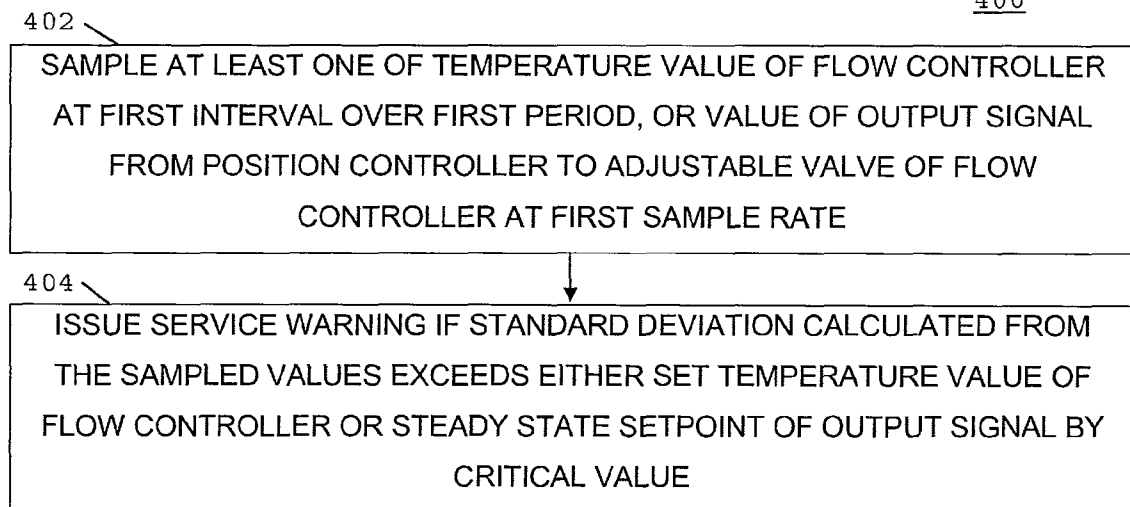 402
SAMPLE AT LEAST ONE OF TEMPERATURE VALUE OF FLOW CONTROLLER
AT FIRST INTERVAL OVER FIRST PERIOD, OR VALUE OF OUTPUT SIGNAL
FROM POSITION CONTROLLER TO ADJUSTABLE VALVE OF FLOW
CONTROLLER AT FIRST SAMPLE RATE
404
ISSUE SERVICE WARNING IF STANDARD DEVIATION CALCULATED FROM
THE SAMPLED VALUES EXCEEDS EITHER SET TEMPERATURE VALUE OF
FLOW CONTROLLER OR STEADY STATE SETPOINT OF OUTPUT SIGNAL BY
CRITICAL VALUE